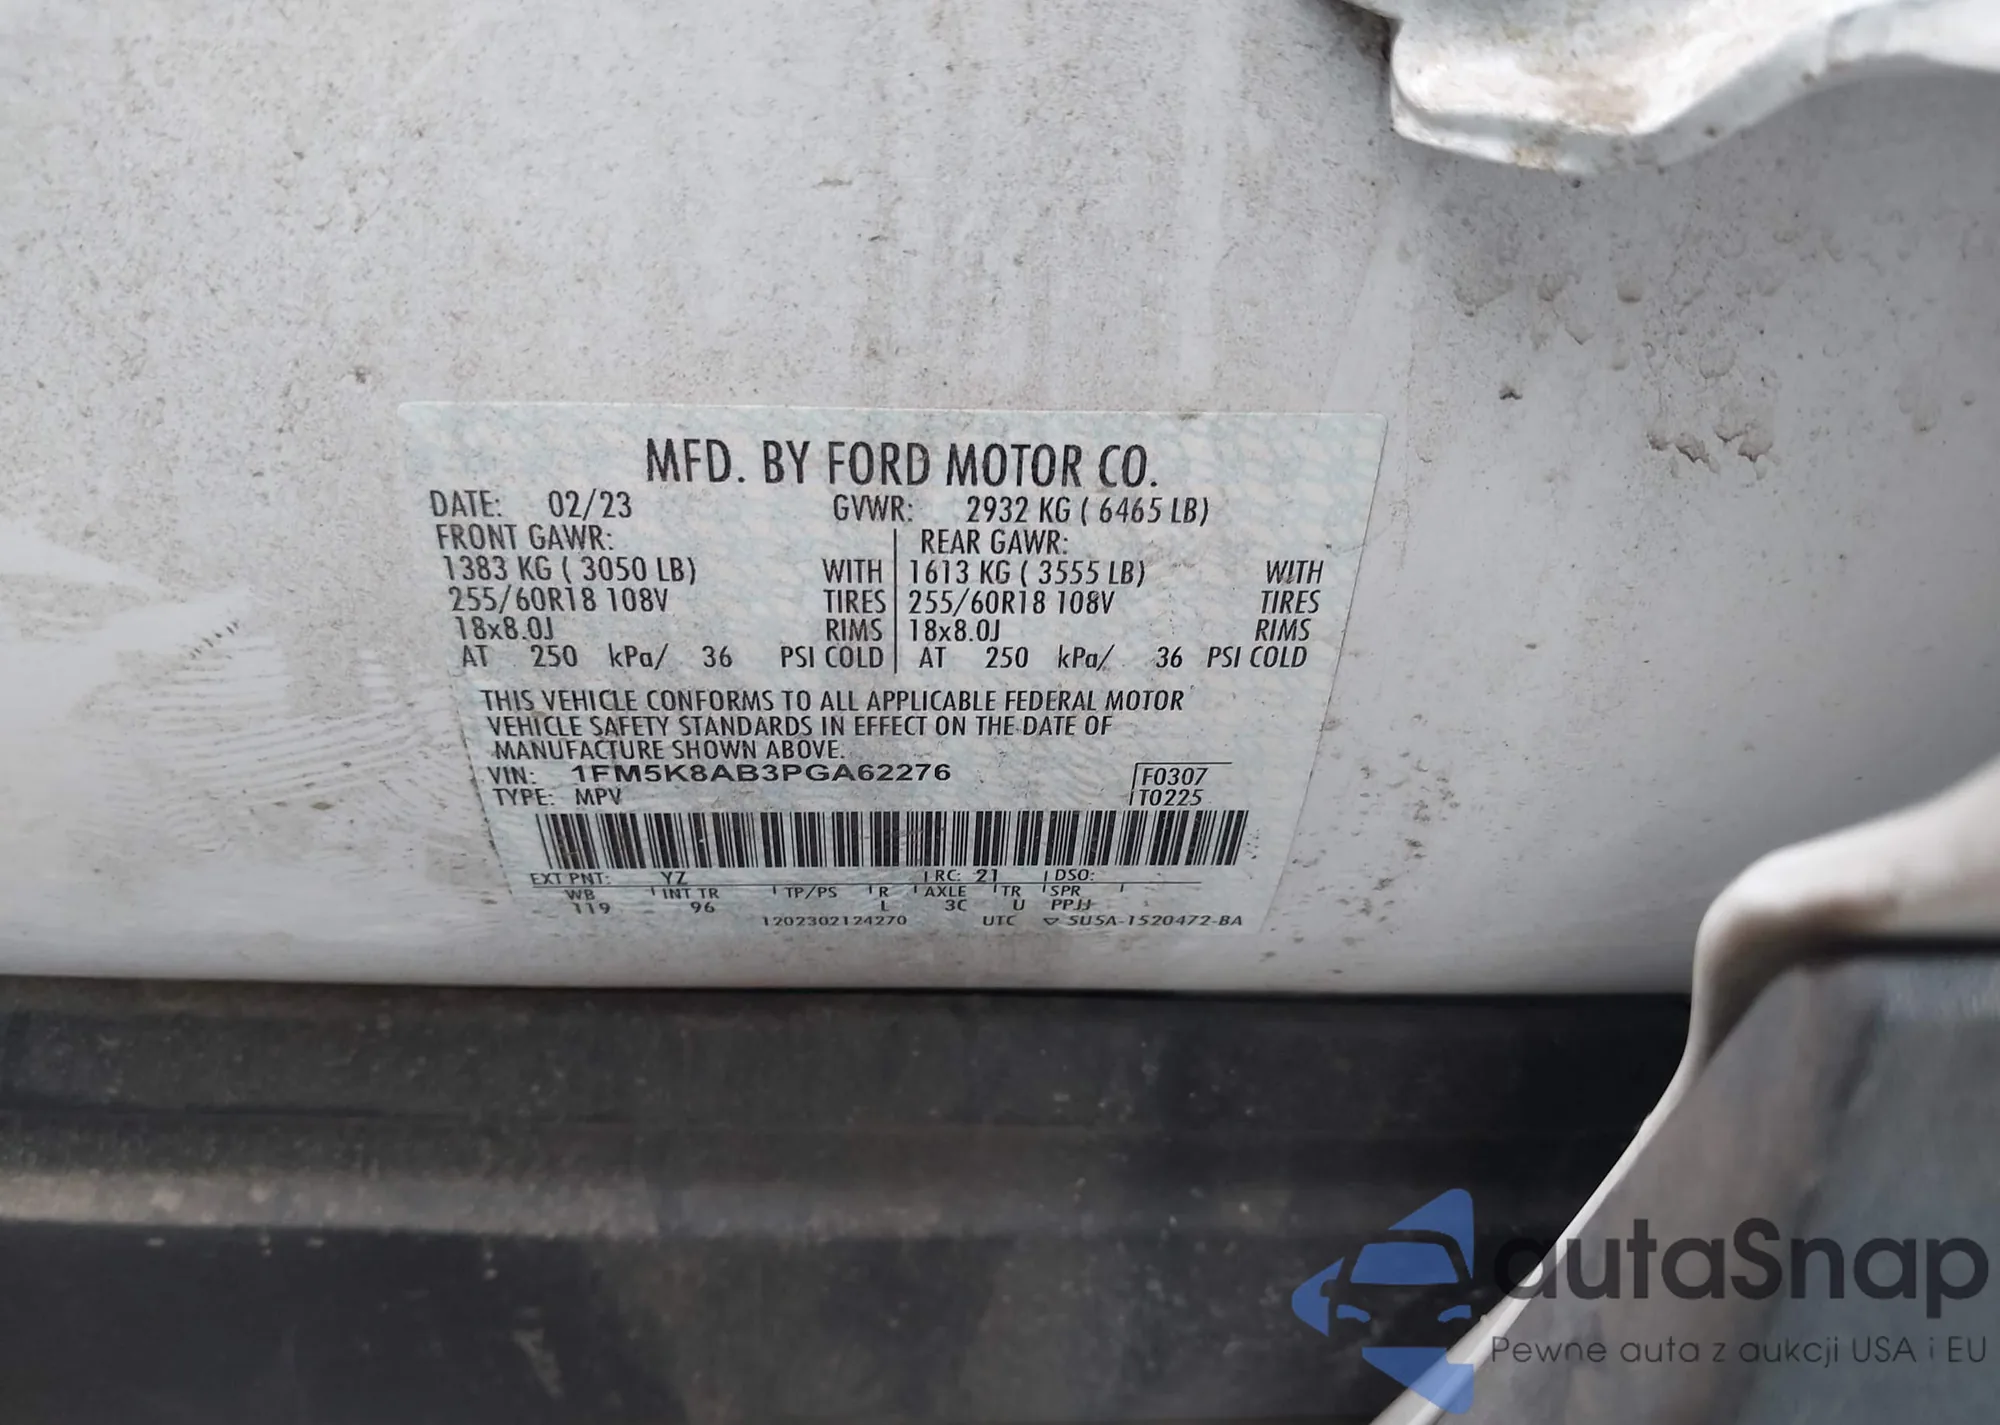 MFD. BY FORD MOTOR CO.
DATE: 02/23 GVWR: 2932 KG ( 6465 LB)
FRONT GAWR: REAR GAWR:
1383 KG ( 3050 LB) WITH 1613 KG ( 3555 LB) WITH
255/60R18 108V TIRES 255/60R18 108V TIRES
18x8.0J RIMS 18x8.0J RIMS
AT 250 kPa/ 36 PSI COLD AT 250 kPa/ 36 PSI COLD
THIS VEHICLE CONFORMS TO ALL APPLICABLE FEDERAL MOTOR
VEHICLE SAFETY STANDARDS IN EFFECT ON THE DATE OF
MANUFACTURE SHOWN ABOVE.
VIN: 1FM5K8AB3PGA62276 F0307
TYPE: MPV T0225
EXT PNT: YZ RC: 21 DSO:
WB INT TR TP/PS R AXLE TR SPR
119 96 L 3C U PPJJ
1202302124270 UTC ▽ 5U5A-1520472-BA
autaSnap
Pewne auta z aukcji USA i EU